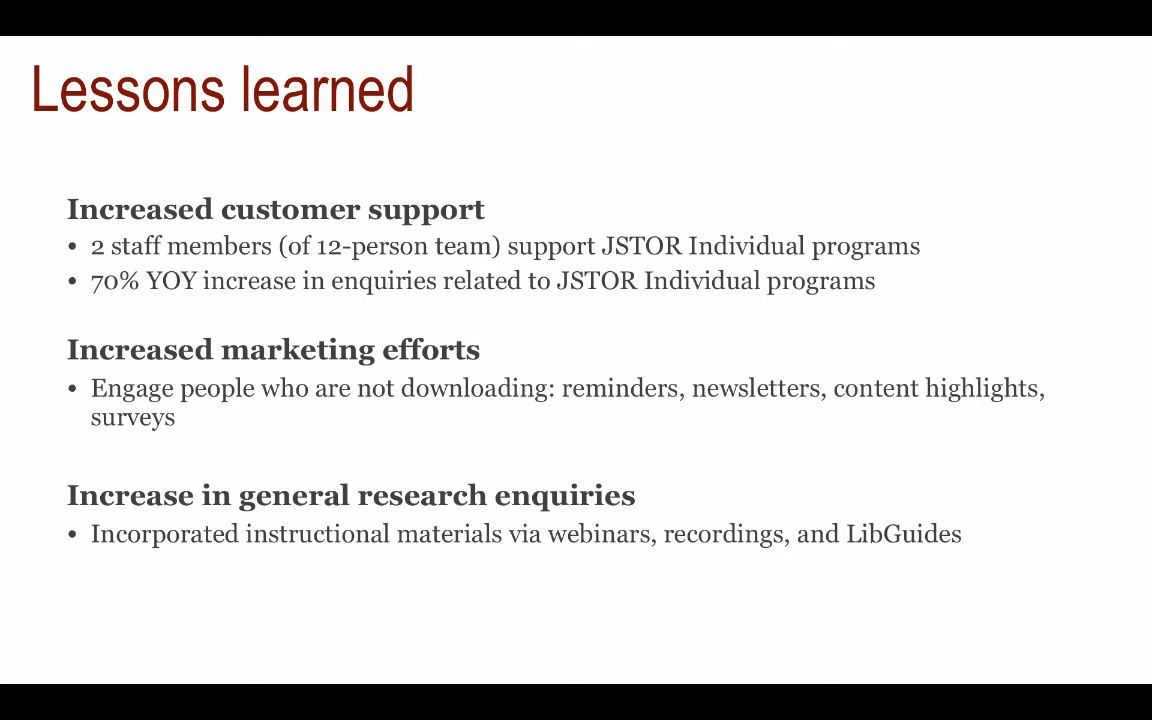 Lessons learned
Increased customer support
• 2 staff members (of 12-person team) support JSTOR Individual programs
• 70% YOY increase in enquiries related to JSTOR Individual programs
Increased marketing efforts
• Engage people who are not downloading: reminders, newsletters, content highlights,
surveys
Increase in general research enquiries
• Incorporated instructional materials via webinars, recordings, and LibGuides